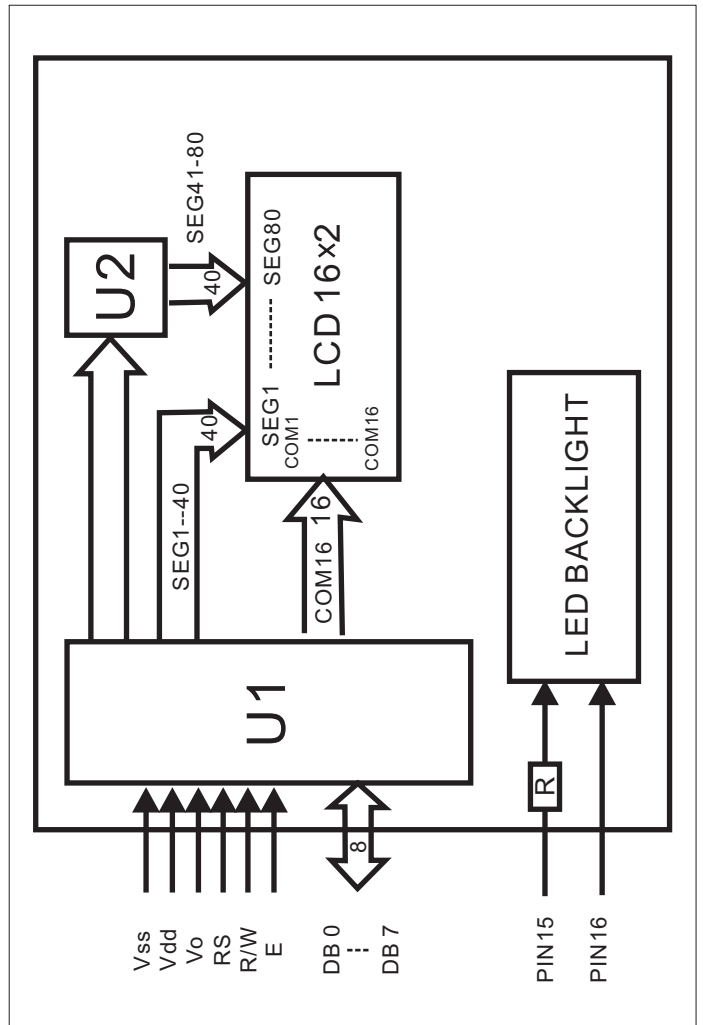 Vss
Vdd
Vo
RS
R/W
E
DB 0
DB 7
8
PIN15
PIN16
R
U1
SEG1--40
40
COM16
16
U2
40
SEG41-80
SEG1 -------- SEG80
COM1
COM16
LCD 16×2
LED BACKLIGHT